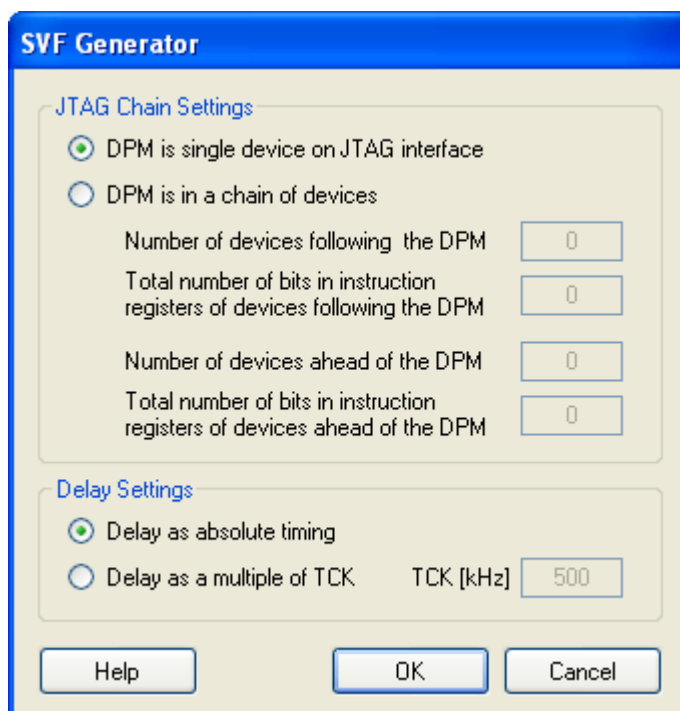 SVF Generator
JTAG Chain Settings
DPM is single device on JTAG interface
DPM is in a chain of devices
Number of devices following the DPM 0
Total number of bits in instruction
registers of devices following the DPM 0
Number of devices ahead of the DPM 0
Total number of bits in instruction
registers of devices ahead of the DPM 0
Delay Settings
Delay as absolute timing
Delay as a multiple of TCK TCK [kHz] 500
Help OK Cancel